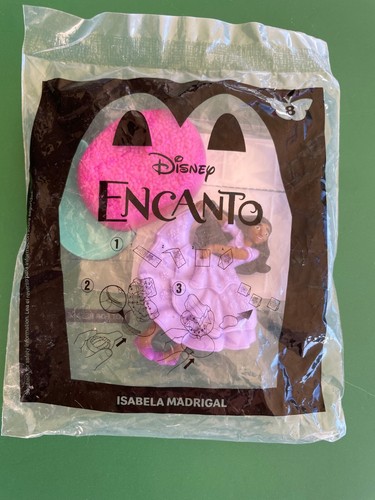 8
Disney
ENCANTO
1
2
3
ISABELA MADRIGAL